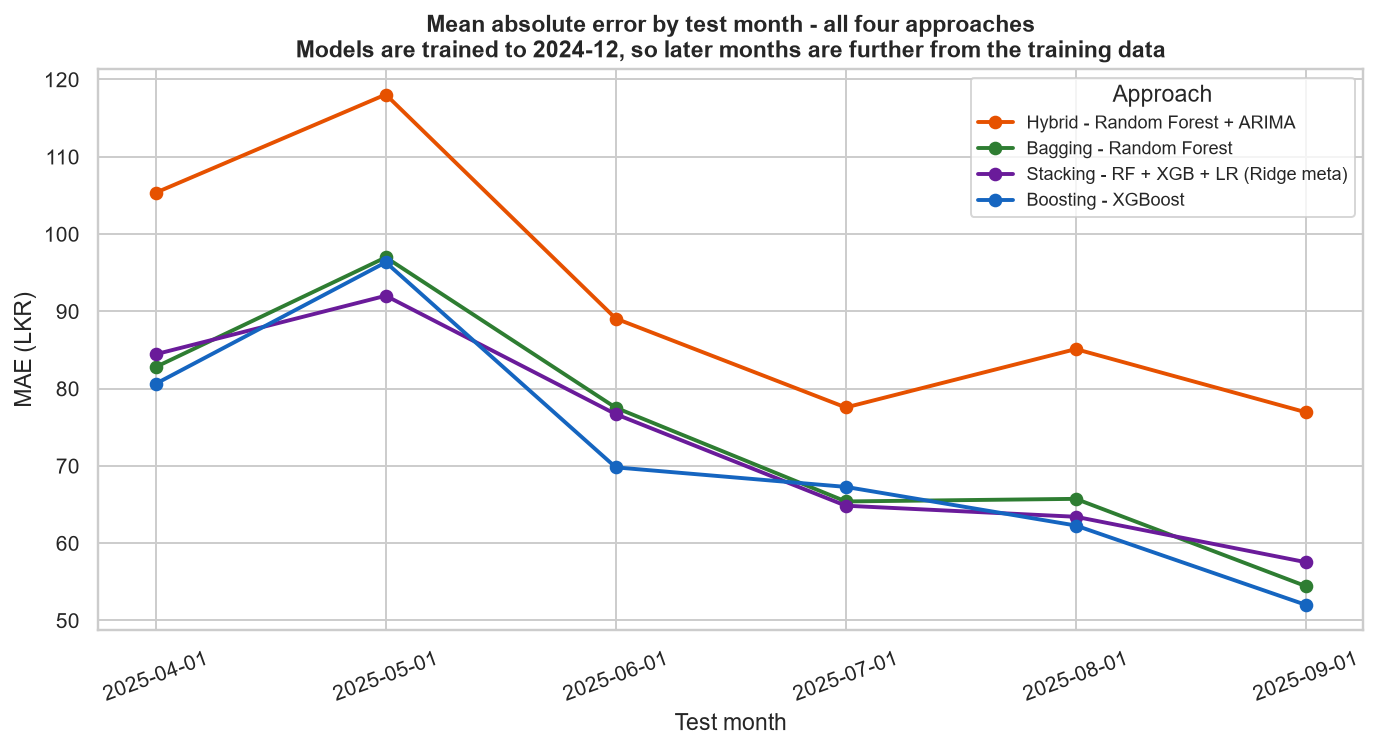 Mean absolute error by test month - all four approaches
Models are trained to 2024-12, so later months are further from the training data
120
110
100
90
80
70
60
50
MAE (LKR)
Approach
Hybrid - Random Forest + ARIMA
Bagging - Random Forest
Stacking - RF + XGB + LR (Ridge meta)
Boosting - XGBoost
2025-04-01
2025-05-01
2025-06-01
2025-07-01
2025-08-01
2025-09-01
Test month